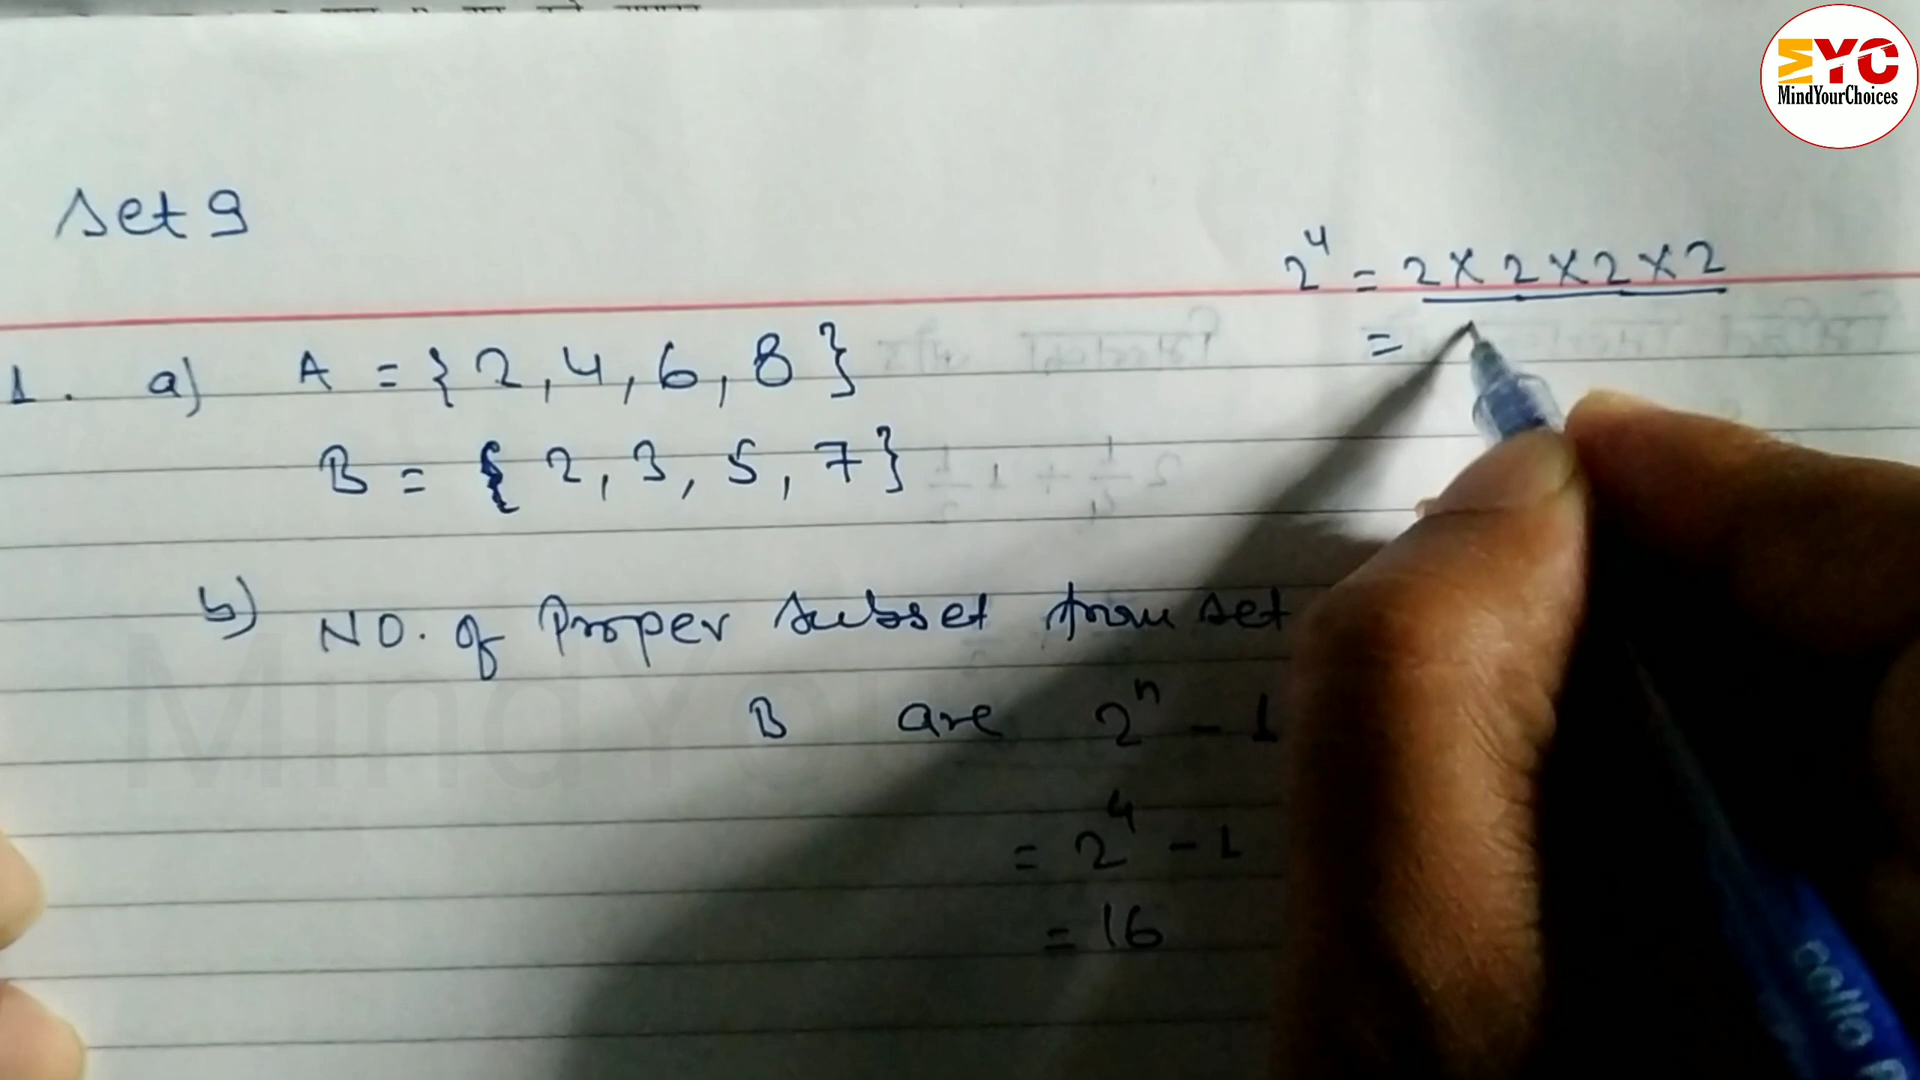 MYC
MindYourChoices
Set 9
2⁴ = 2 × 2 × 2 × 2
=
1. a) A = { 2, 4, 6, 8 }
B = { 2, 3, 5, 7 }
b) NO. of Proper subset from set
B are 2ⁿ - 1
= 2⁴ - 1
= 16
cello